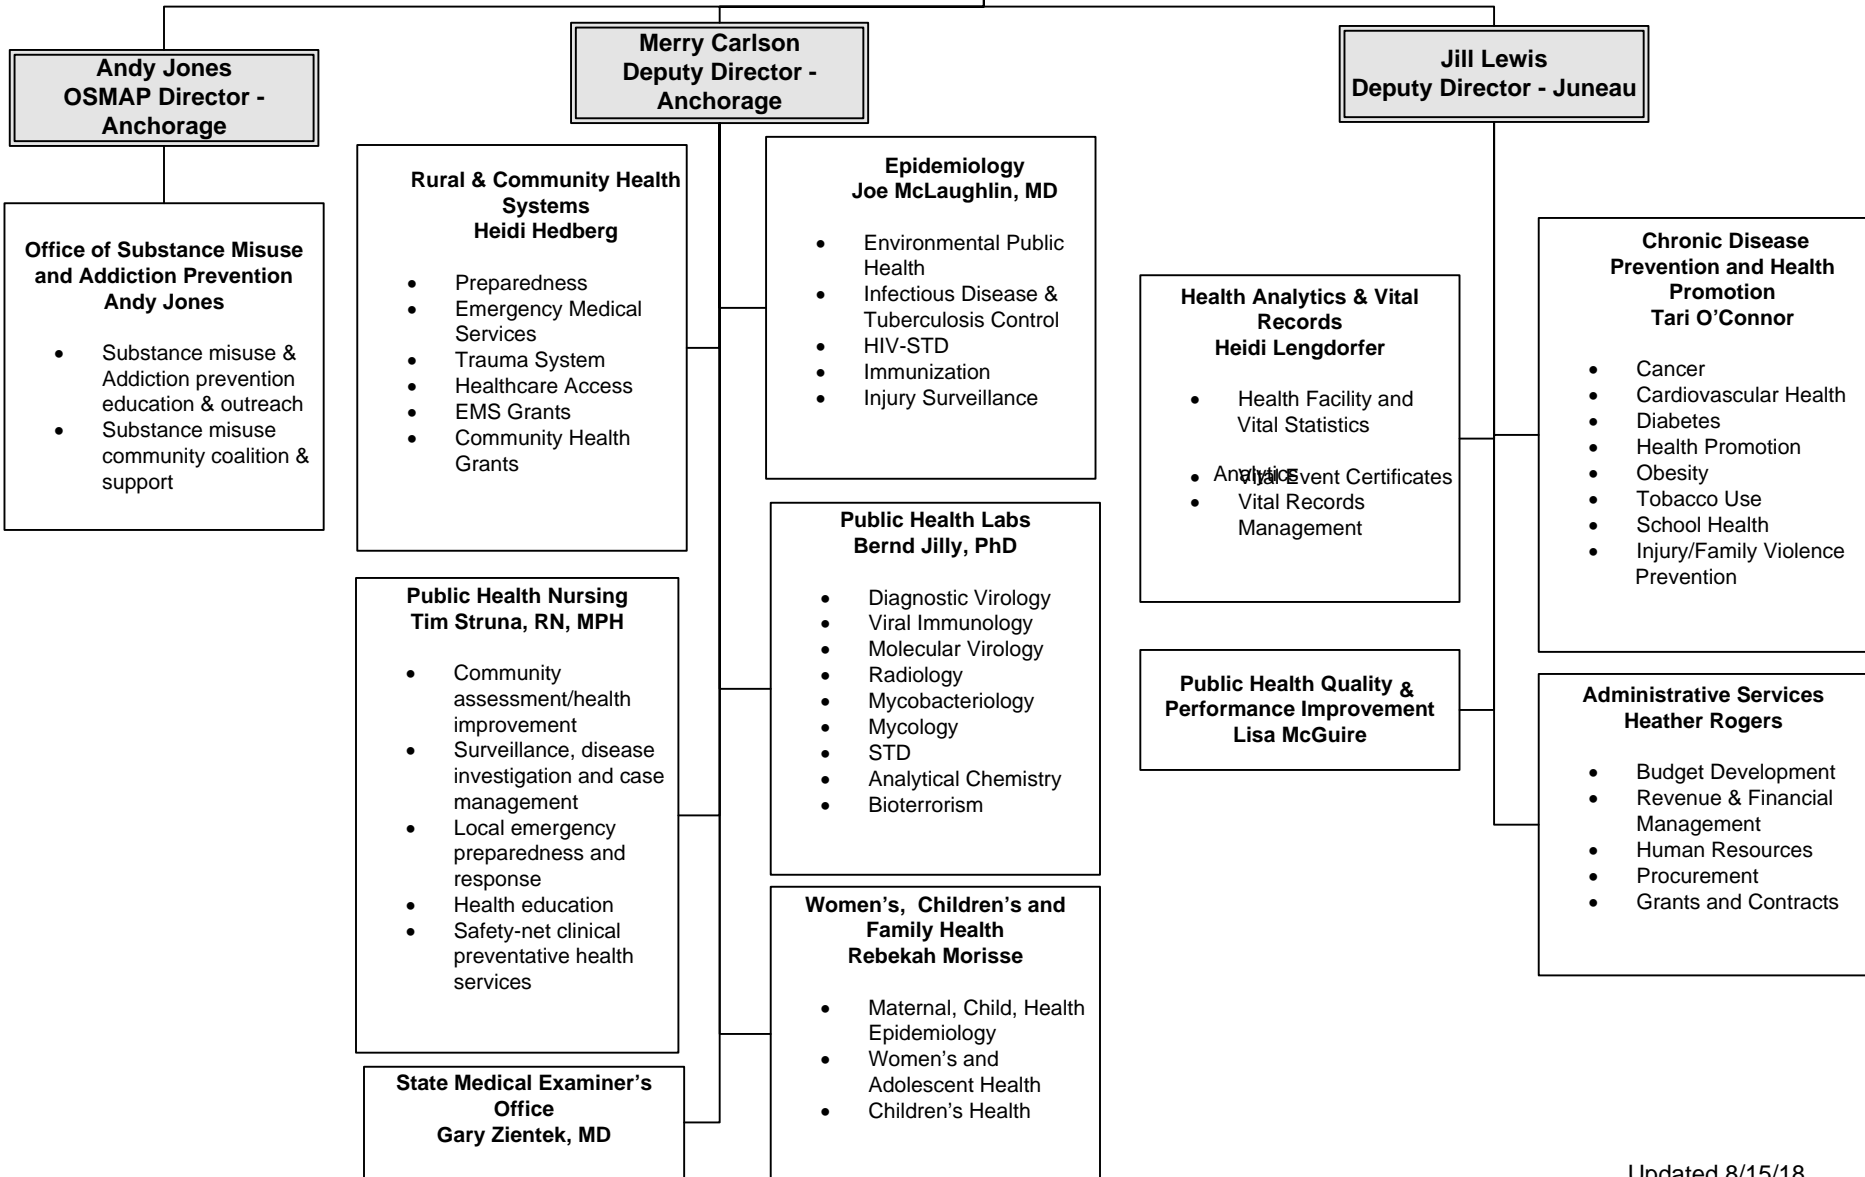 Andy Jones
OSMAP Director -
Anchorage
Merry Carlson
Deputy Director -
Anchorage
Jill Lewis
Deputy Director - Juneau
Office of Substance Misuse
and Addiction Prevention
Andy Jones
• Substance misuse &
Addiction prevention
education & outreach
• Substance misuse
community coalition &
support
Rural & Community Health
Systems
Heidi Hedberg
• Preparedness
• Emergency Medical
Services
• Trauma System
• Healthcare Access
• EMS Grants
• Community Health
Grants
Epidemiology
Joe McLaughlin, MD
• Environmental Public
Health
• Infectious Disease &
Tuberculosis Control
• HIV-STD
• Immunization
• Injury Surveillance
Public Health Nursing
Tim Struna, RN, MPH
• Community
assessment/health
improvement
• Surveillance, disease
investigation and case
management
• Local emergency
preparedness and
response
• Health education
• Safety-net clinical
preventative health
services
Public Health Labs
Bernd Jilly, PhD
• Diagnostic Virology
• Viral Immunology
• Molecular Virology
• Radiology
• Mycobacteriology
• Mycology
• STD
• Analytical Chemistry
• Bioterrorism
State Medical Examiner’s
Office
Gary Zientek, MD
Women’s, Children’s and
Family Health
Rebekah Morisse
• Maternal, Child, Health
Epidemiology
• Women’s and
Adolescent Health
• Children’s Health
Health Analytics & Vital
Records
Heidi Lengdorfer
• Health Facility and
Vital Statistics
Analytics
• Vital Event Certificates
• Vital Records
Management
Public Health Quality &
Performance Improvement
Lisa McGuire
Chronic Disease
Prevention and Health
Promotion
Tari O’Connor
• Cancer
• Cardiovascular Health
• Diabetes
• Health Promotion
• Obesity
• Tobacco Use
• School Health
• Injury/Family Violence
Prevention
Administrative Services
Heather Rogers
• Budget Development
• Revenue & Financial
Management
• Human Resources
• Procurement
• Grants and Contracts
Updated 8/15/18